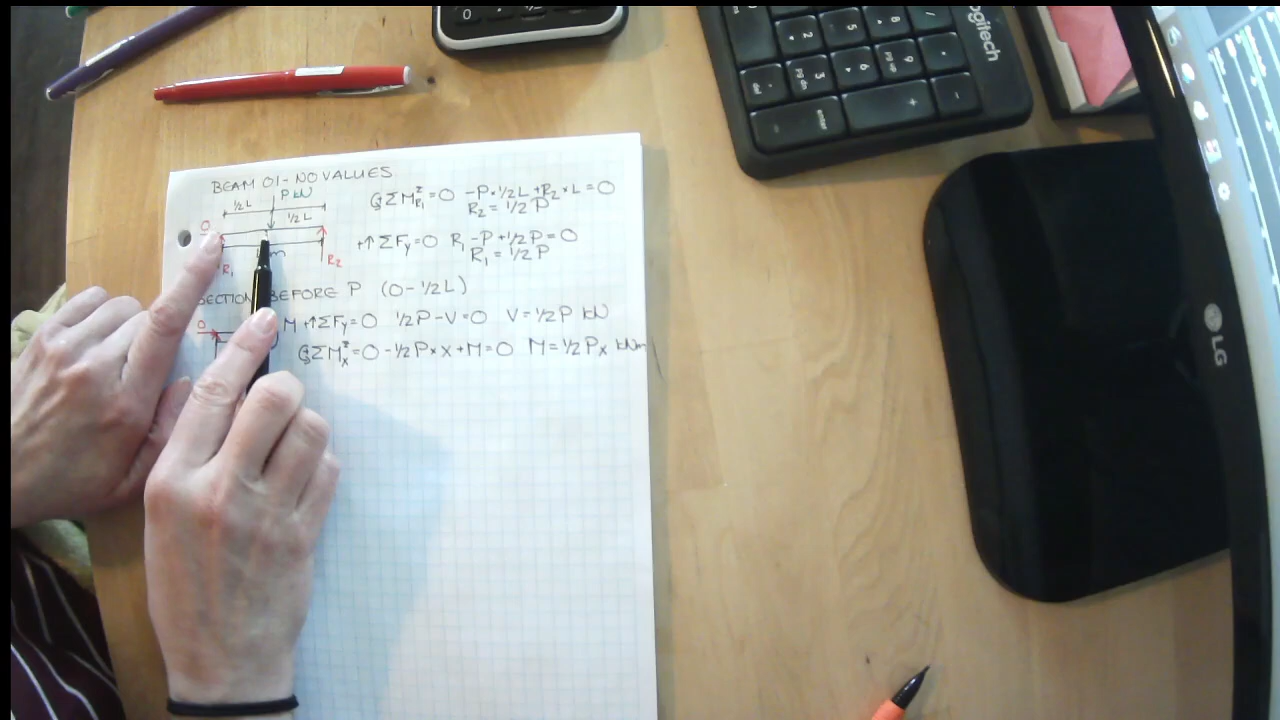 BEAM 01 - NO VALUES
P kN
½L
½L
R₁
R₂
m
↺ΣM^z_R₁=0 -P×½L+R₂×L=0
R₂=½P
+↑ΣFy=0 R₁-P+½P=0
R₁=½P
SECTION BEFORE P (0-½L)
M +↑ΣFy=0 ½P-V=0 V=½P kN
↺ΣM^z_x=0 -½P×x+M=0 M=½Px kNm
logitech
enter
LG